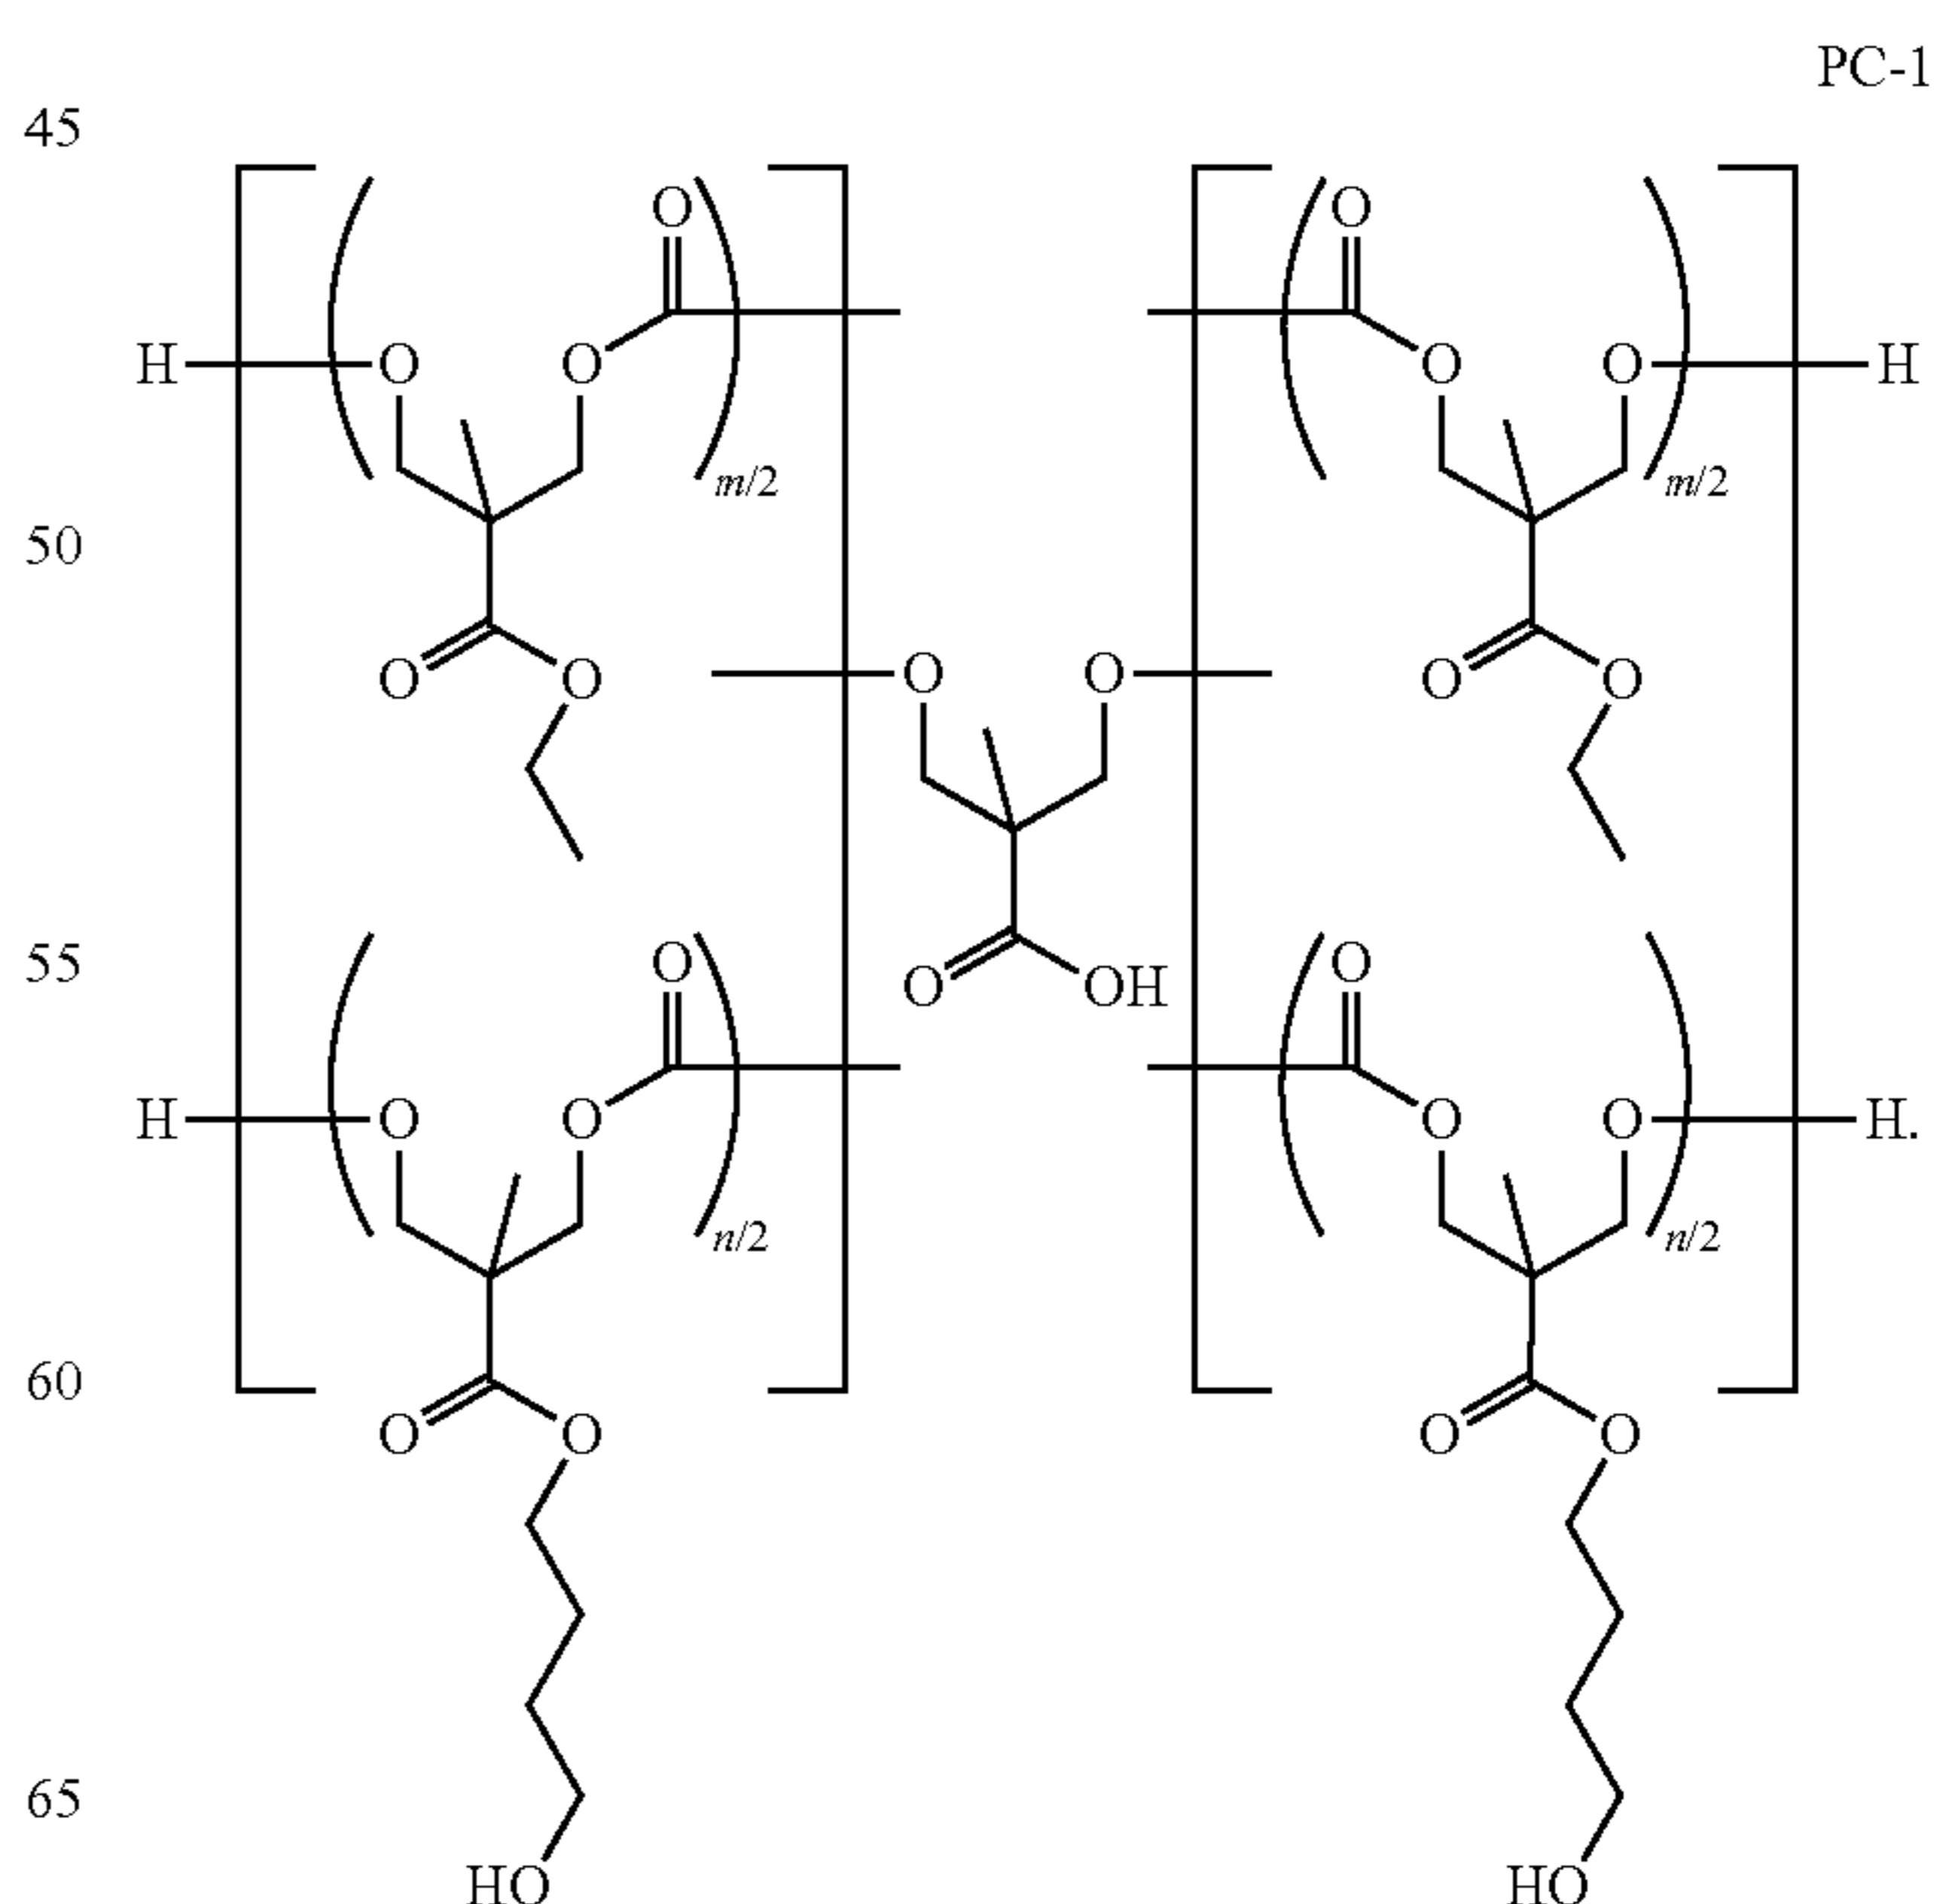 PC-1
45
O O
H O O O O H
m/2 m/2
50
O O O O
O O
55
O O
O OH
H O O O O H.
n/2 n/2
60
O O O O
65
HO HO